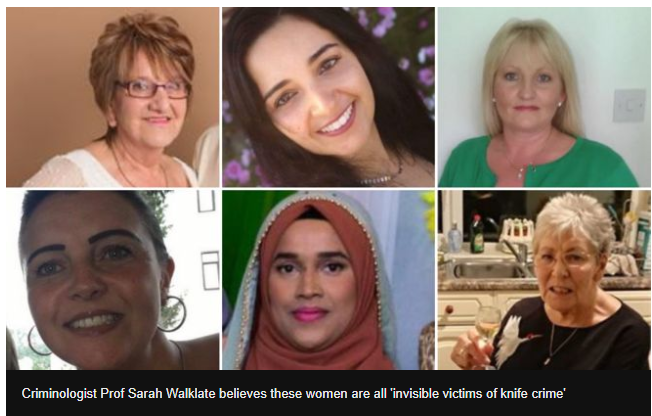 Criminologist Prof Sarah Walklate believes these women are all 'invisible victims of knife crime'